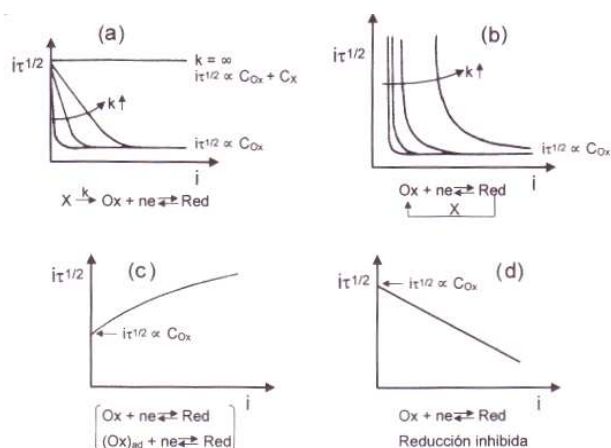 (a)
iτ1/2
k = ∞
iτ1/2 ∝ COx + CX
k↑
iτ1/2 ∝ COx
i
X →k Ox + ne ⇄ Red
(b)
iτ1/2
k↑
iτ1/2 ∝ COx
i
Ox + ne ⇄ Red
X
(c)
iτ1/2
iτ1/2 ∝ COx
i
Ox + ne ⇄ Red
(Ox)ad + ne ⇄ Red
(d)
iτ1/2
iτ1/2 ∝ COx
i
Ox + ne ⇄ Red
Reducción inhibida